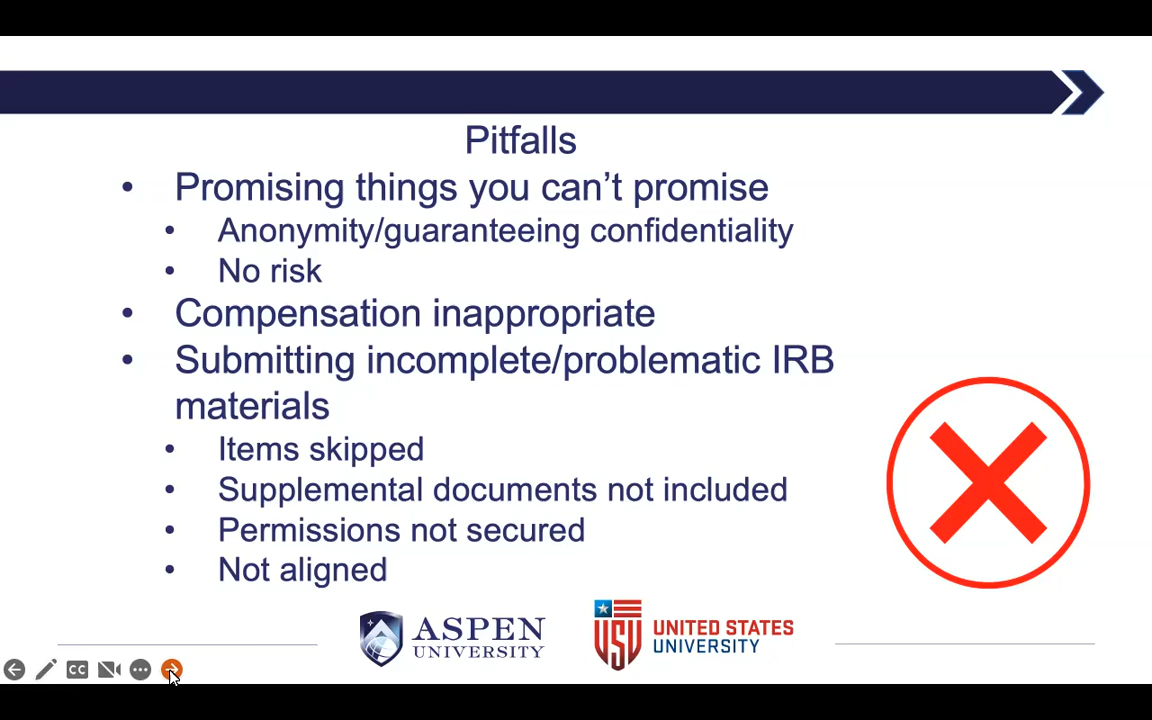 Pitfalls
• Promising things you can’t promise
• Anonymity/guaranteeing confidentiality
• No risk
• Compensation inappropriate
• Submitting incomplete/problematic IRB
materials
• Items skipped
• Supplemental documents not included
• Permissions not secured
• Not aligned
ASPEN
UNIVERSITY
USU
UNITED STATES
UNIVERSITY
CC